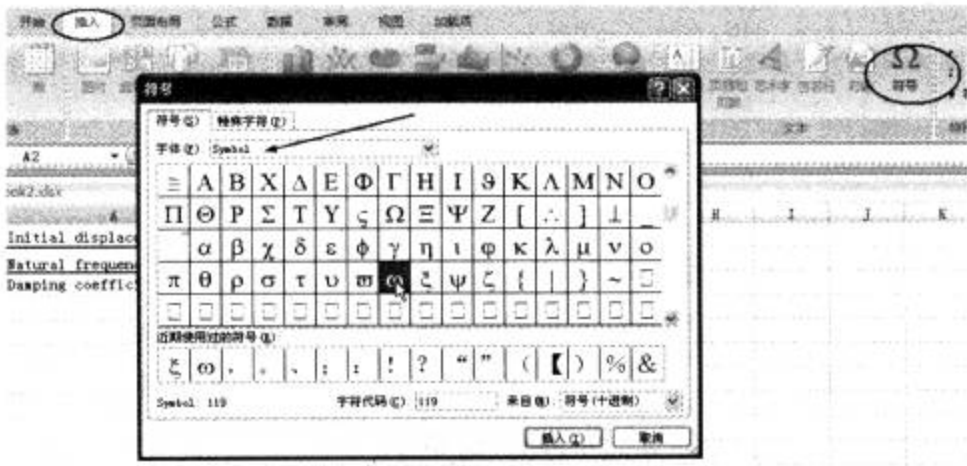 开始 插入 页面布局 公式 数据 审阅 视图 加载项
Ω
符号
文本
符号
符号(S) 特殊字符(P)
字体(F) Symbol
A2
H I J K
Initial displace
Natural frequen
Damping coeffic
≡ Α Β Χ Δ Ε Φ Γ Η Ι ϑ Κ Λ Μ Ν Ο
Π Θ Ρ Σ Τ Υ ς Ω Ξ Ψ Ζ [ ∴ ] ⊥ _
α β χ δ ε φ γ η ι ϕ κ λ μ ν ο
π θ ρ σ τ υ ϖ ω ξ ψ ζ { | } ~
近期使用过的符号(R)
ξ ω , 。 、 ; : ! ? “ ” ( 【 ) % &
Symbol: 119 字符代码(C) 119 来自(M) 符号(十进制)
插入(I) 取消